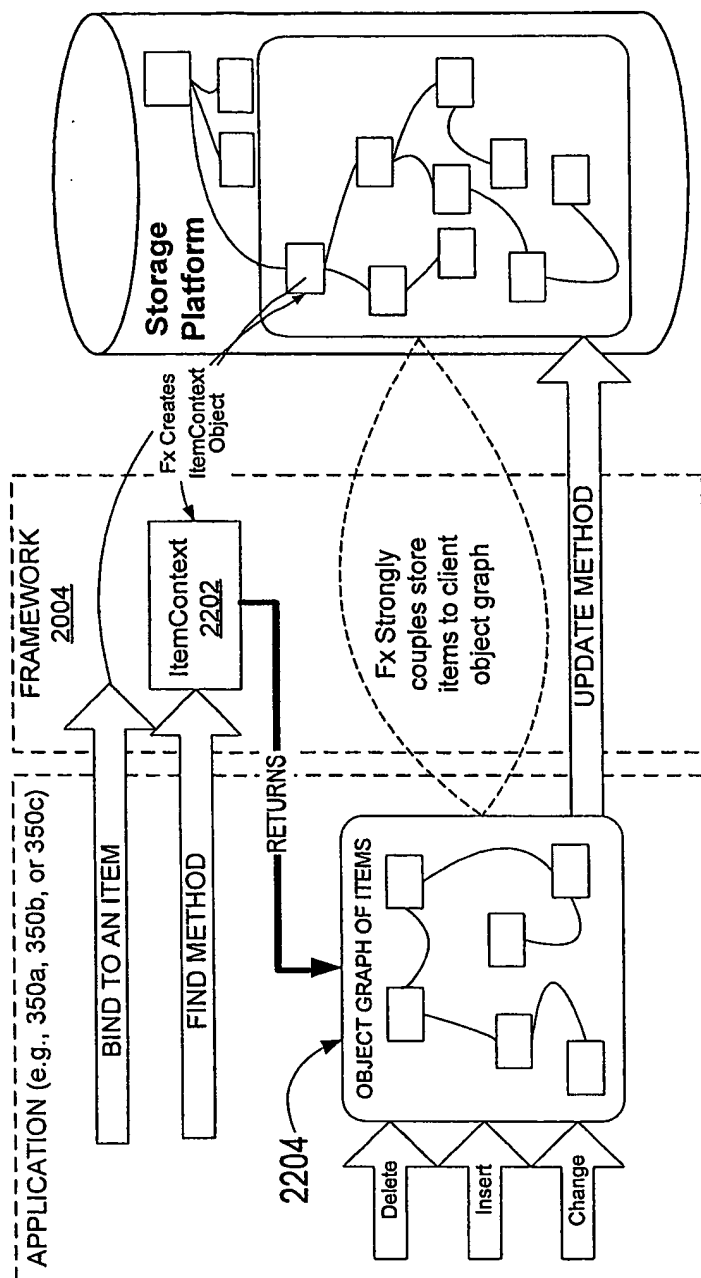 APPLICATION (e.g., 350a, 350b, or 350c)
BIND TO AN ITEM
FIND METHOD
FRAMEWORK
2004
ItemContext
2202
Fx Creates
ItemContext
Object
Storage
Platform
RETURNS
2204
OBJECT GRAPH OF ITEMS
Delete
Insert
Change
Fx Strongly
couples store
items to client
object graph
UPDATE METHOD